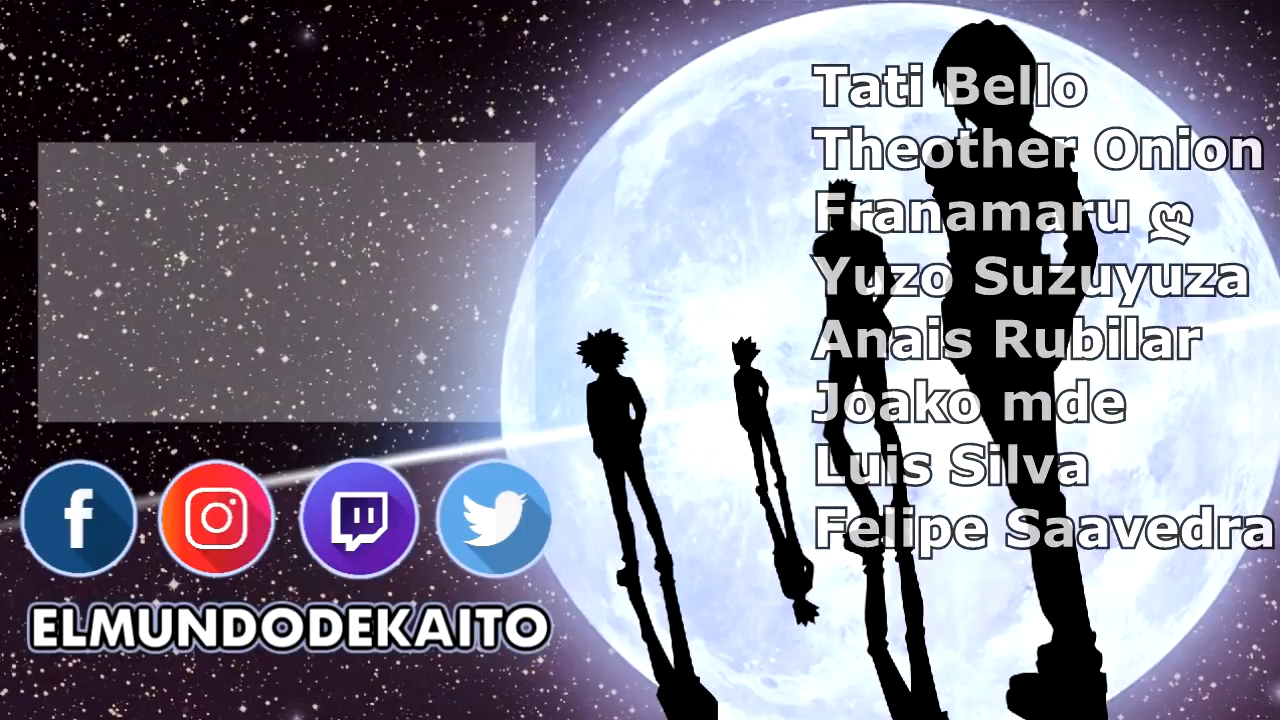 Tati Bello
Theother Onion
Franamaru ღ
Yuzo Suzuyuza
Anais Rubilar
Joako mde
Luis Silva
Felipe Saavedra
ELMUNDODEKAITO